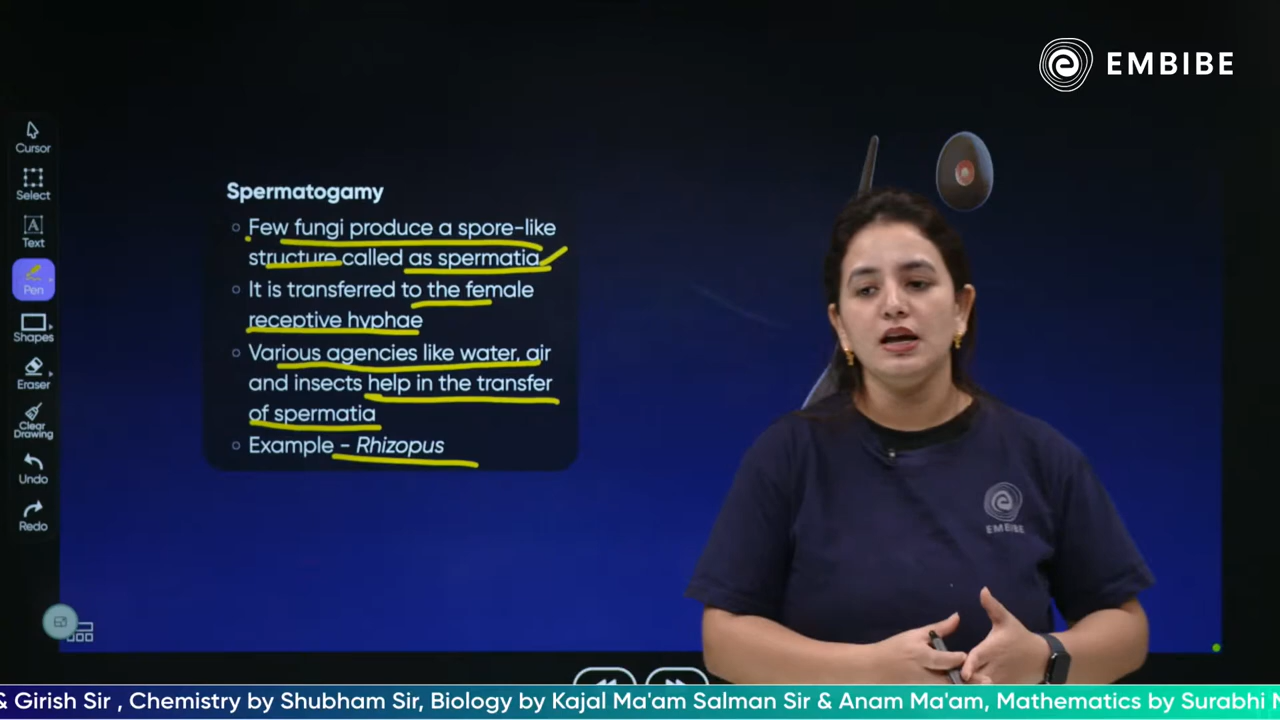 EMBIBE
Cursor
Select
Text
Pen
Shapes
Eraser
Clear
Drawing
Undo
Redo
Spermatogamy
Few fungi produce a spore-like
structure called as spermatia
It is transferred to the female
receptive hyphae
Various agencies like water, air
and insects help in the transfer
of spermatia
Example - Rhizopus
EMBIBE
& Girish Sir , Chemistry by Shubham Sir, Biology by Kajal Ma'am Salman Sir & Anam Ma'am, Mathematics by Surabhi